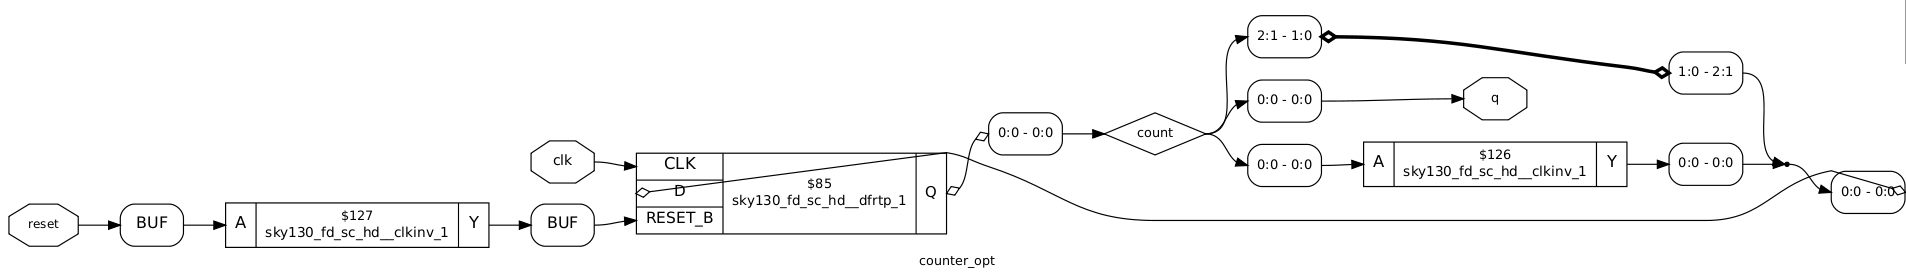 reset
BUF
A
$127
sky130_fd_sc_hd__clkinv_1
Y
clk
BUF
CLK
D
RESET_B
$85
sky130_fd_sc_hd__dfrtp_1
Q
0:0 - 0:0
count
2:1 - 1:0
0:0 - 0:0
0:0 - 0:0
q
A
$126
sky130_fd_sc_hd__clkinv_1
Y
1:0 - 2:1
0:0 - 0:0
0:0 - 0:0
counter_opt